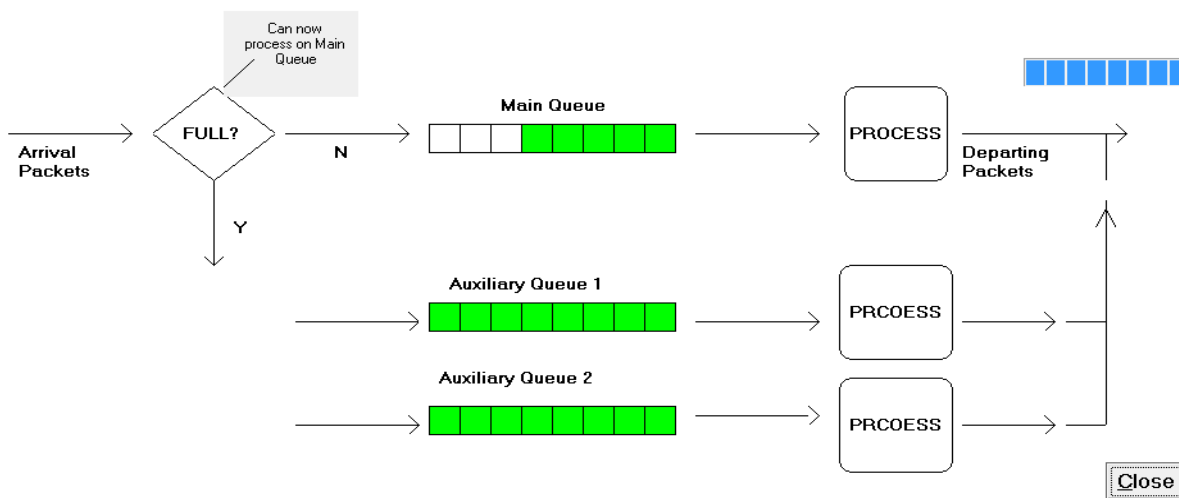 Can now
process on Main
Queue
FULL?
Arrival
Packets
N
Y
Main Queue
PROCESS
Departing
Packets
Auxiliary Queue 1
PRCOESS
Auxiliary Queue 2
PRCOESS
Close